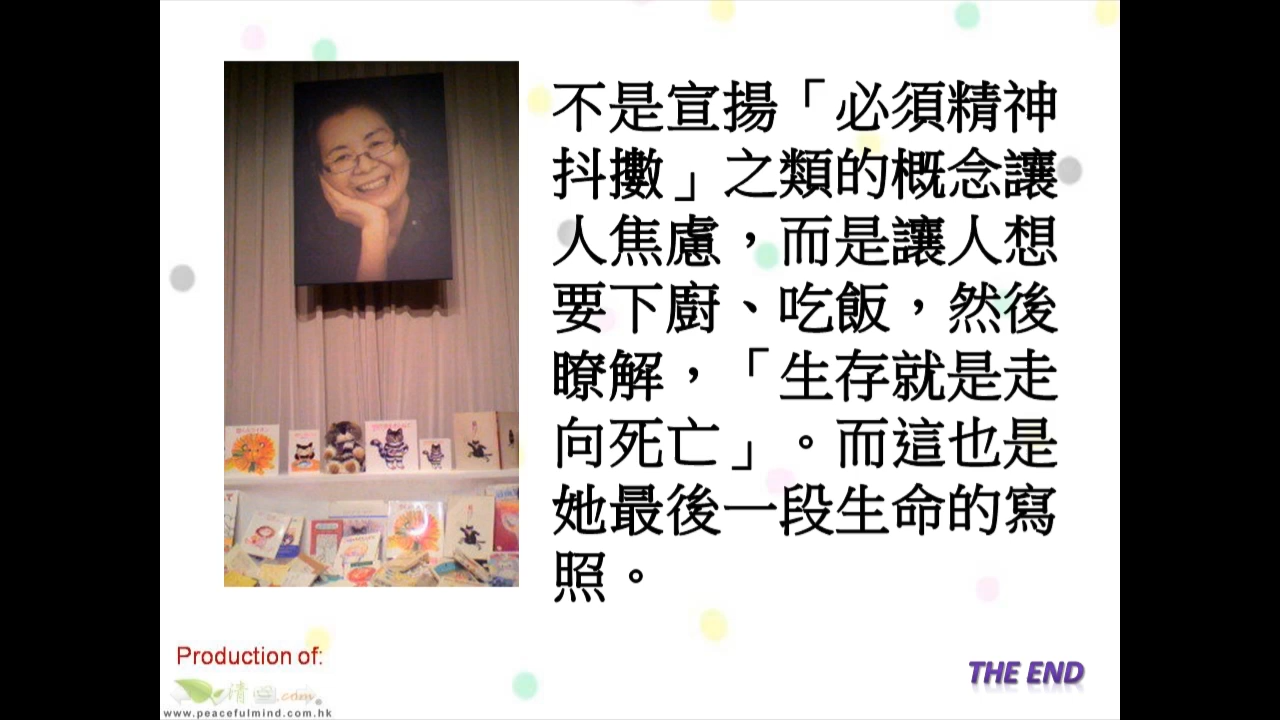 不是宣揚「必須精神
抖擻」之類的概念讓
人焦慮，而是讓人想
要下廚、吃飯，然後
瞭解，「生存就是走
向死亡」。而這也是
她最後一段生命的寫
照。
Production of:
清心.com
www.peacefulmind.com.hk
THE END